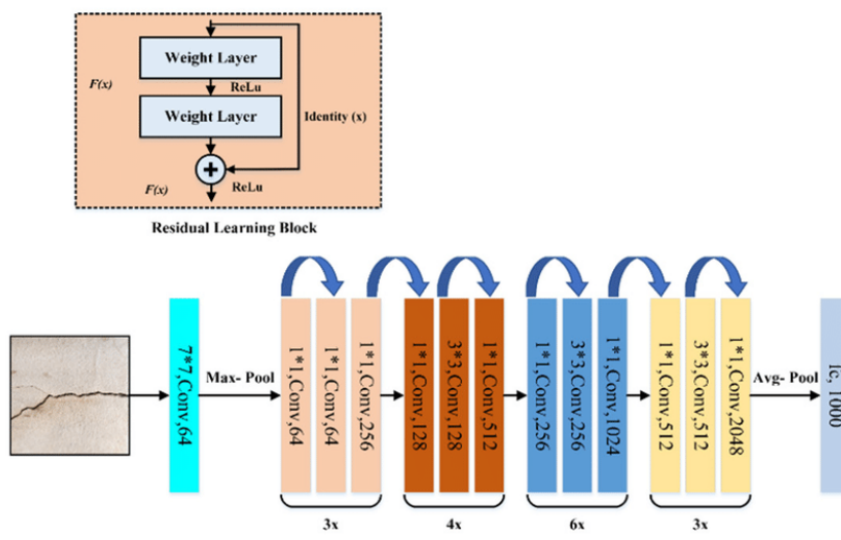 Weight Layer
F(x)
ReLu
Weight Layer
Identity (x)
F(x)
ReLu
Residual Learning Block
7*7,Conv,64
Max- Pool
1*1,Conv,64
1*1,Conv,64
1*1,Conv,256
1*1,Conv,128
3*3,Conv,128
1*1,Conv,512
1*1,Conv,256
3*3,Conv,256
1*1,Conv,1024
1*1,Conv,512
3*3,Conv,512
1*1,Conv,2048
Avg- Pool
fc, 1000
3x
4x
6x
3x